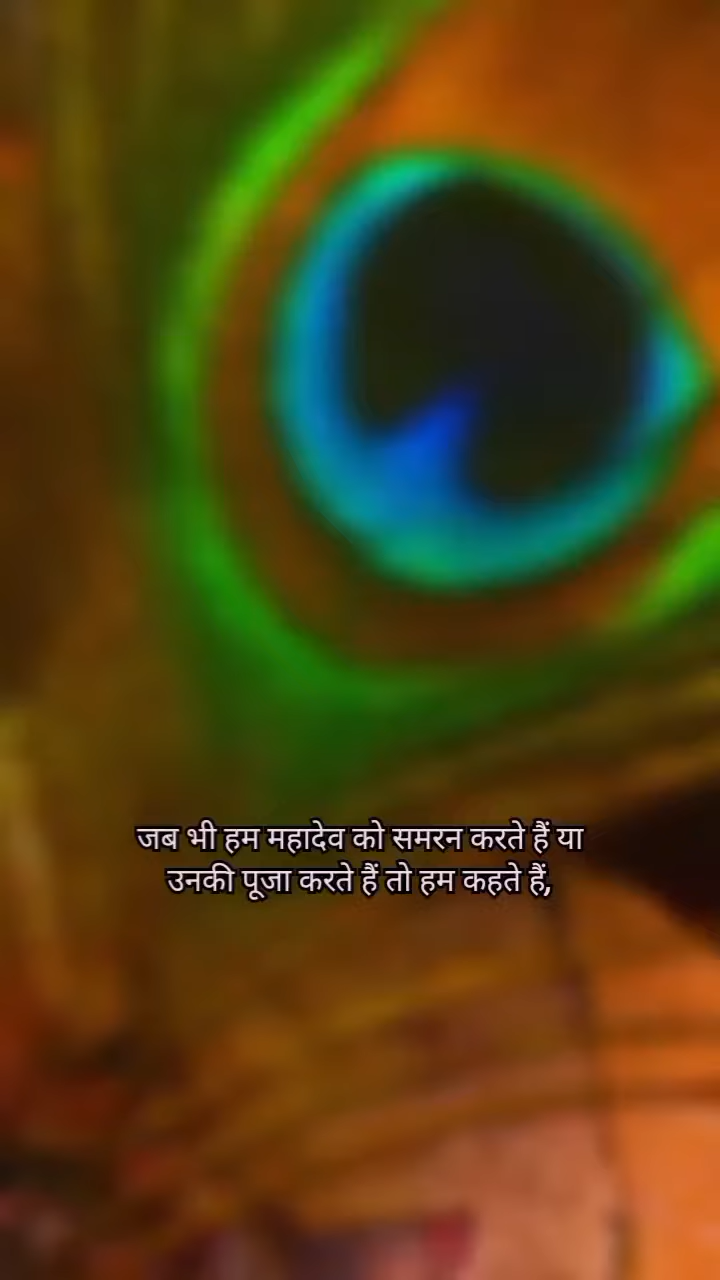 जब भी हम महादेव को समरन करते हैं या
उनकी पूजा करते हैं तो हम कहते हैं,